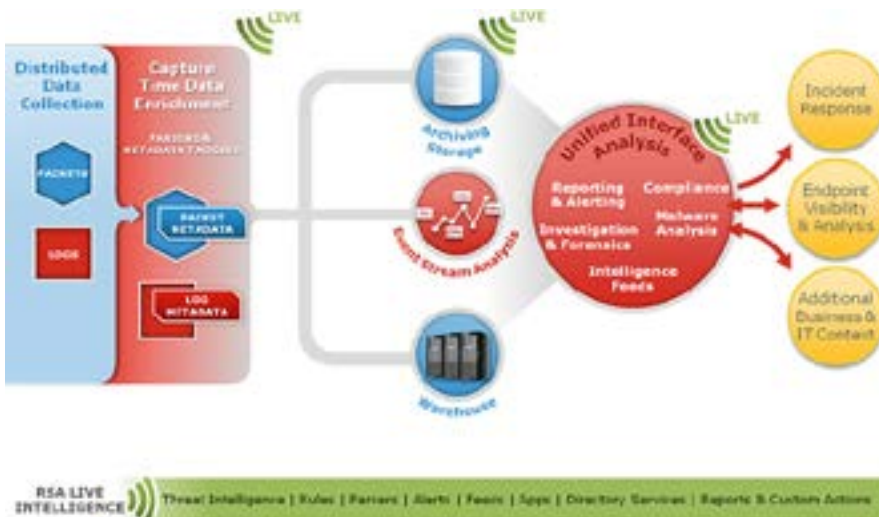 LIVE
LIVE
Distributed
Data
Collection
Capture
Time Data
Enrichment
PACKETS
LOGS
PACKET
METADATA
LOG
METADATA
Archiving
Storage
Event Stream Analysis
Warehouse
LIVE
Unified Interface
Analysis
Reporting
& Alerting
Compliance
Malware
Analysis
Investigation
& Forensics
Intelligence
Feeds
Incident
Response
Endpoint
Visibility
& Analysis
Additional
Business &
IT Context
RSA LIVE
INTELLIGENCE
Threat Intelligence | Rules | Parsers | Alerts | Feeds | Apps | Directory Services | Reports & Custom Actions